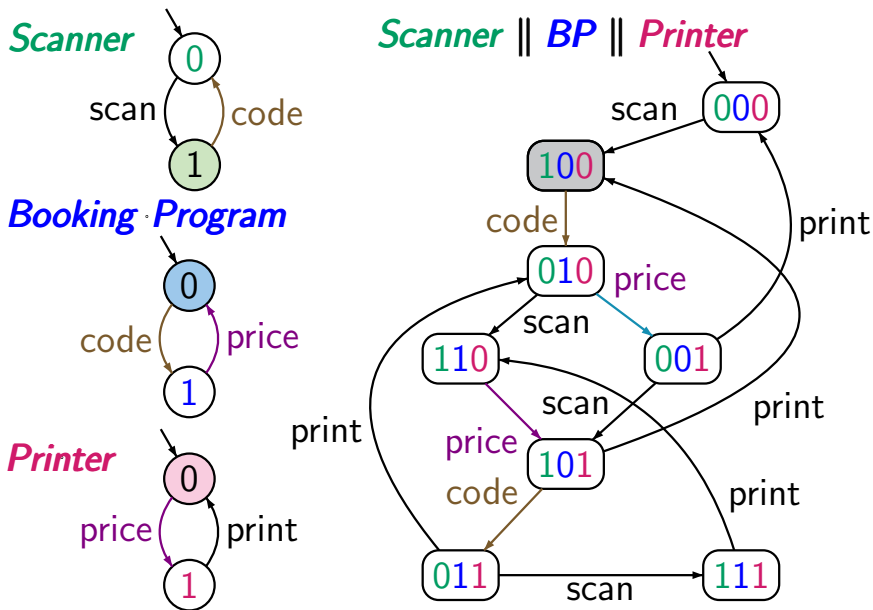 Scanner
0
scan
code
1
Booking Program
0
code
price
1
Printer
0
price
print
1
Scanner || BP || Printer
000
scan
100
code
print
010
price
scan
110
001
scan
print
print
price
101
code
print
011
scan
111